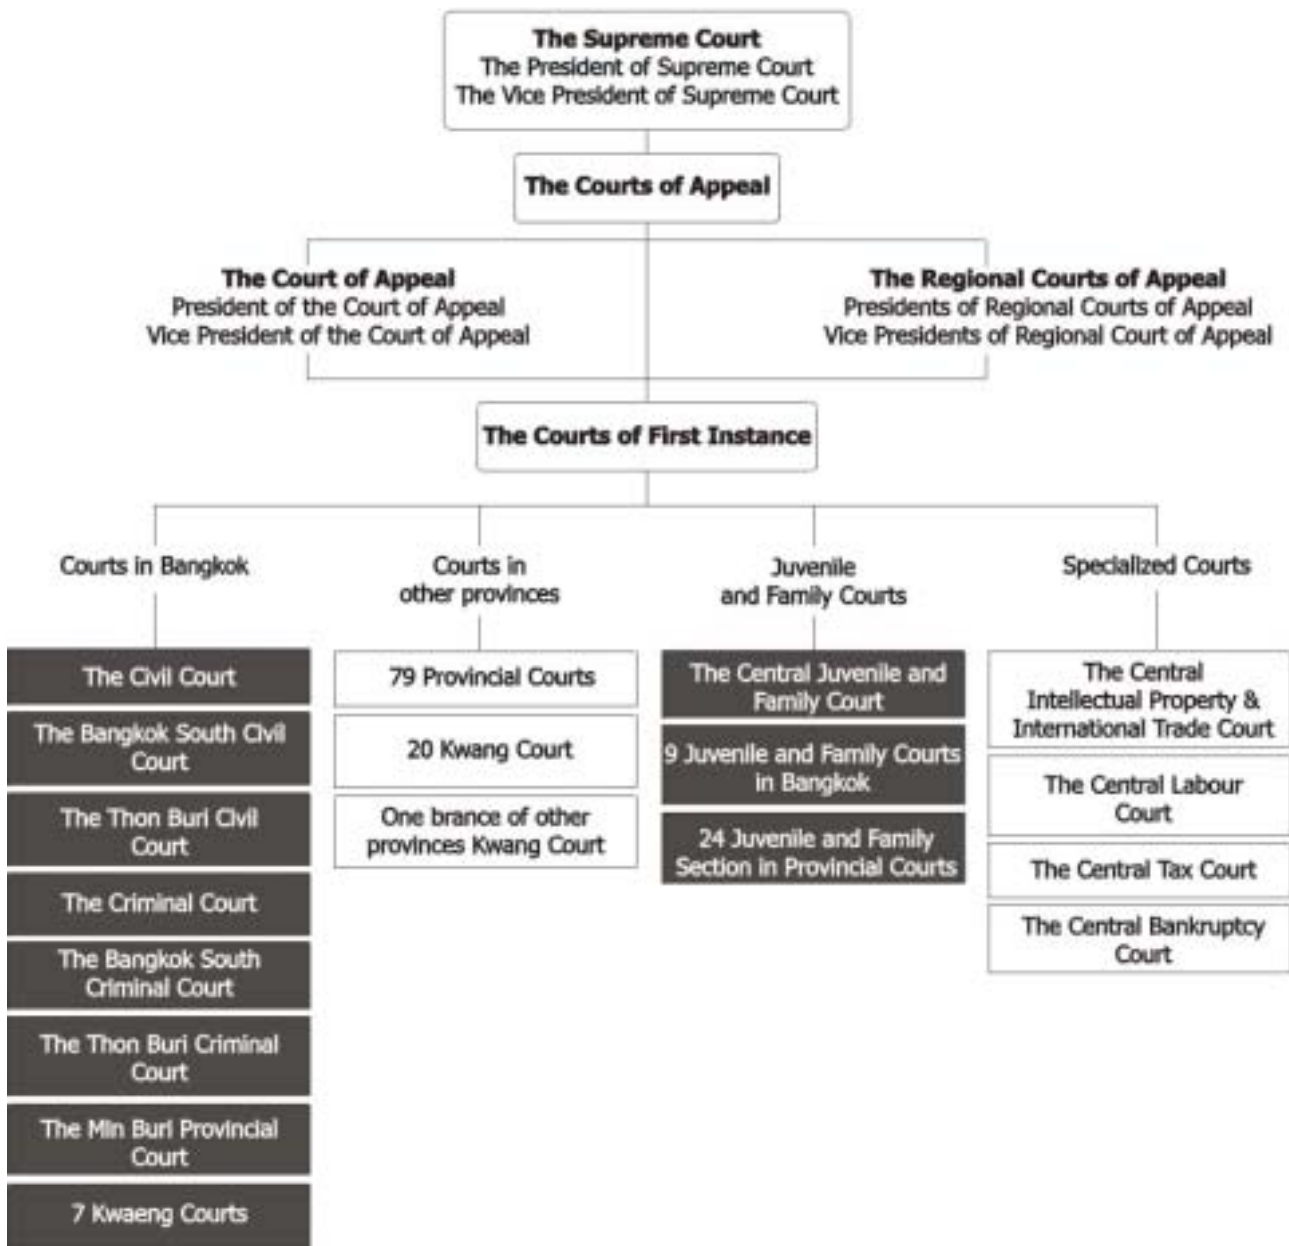 The Supreme Court
The President of Supreme Court
The Vice President of Supreme Court
The Courts of Appeal
The Court of Appeal
President of the Court of Appeal
Vice President of the Court of Appeal
The Regional Courts of Appeal
Presidents of Regional Courts of Appeal
Vice Presidents of Regional Court of Appeal
The Courts of First Instance
Courts in Bangkok
The Civil Court
The Bangkok South Civil
Court
The Thon Buri Civil
Court
The Criminal Court
The Bangkok South
Criminal Court
The Thon Buri Criminal
Court
The Min Buri Provincial
Court
7 Kwaeng Courts
Courts in
other provinces
79 Provincial Courts
20 Kwang Court
One brance of other
provinces Kwang Court
Juvenile
and Family Courts
The Central Juvenile and
Family Court
9 Juvenile and Family Courts
in Bangkok
24 Juvenile and Family
Section in Provincial Courts
Specialized Courts
The Central
Intellectual Property &
International Trade Court
The Central Labour
Court
The Central Tax Court
The Central Bankruptcy
Court